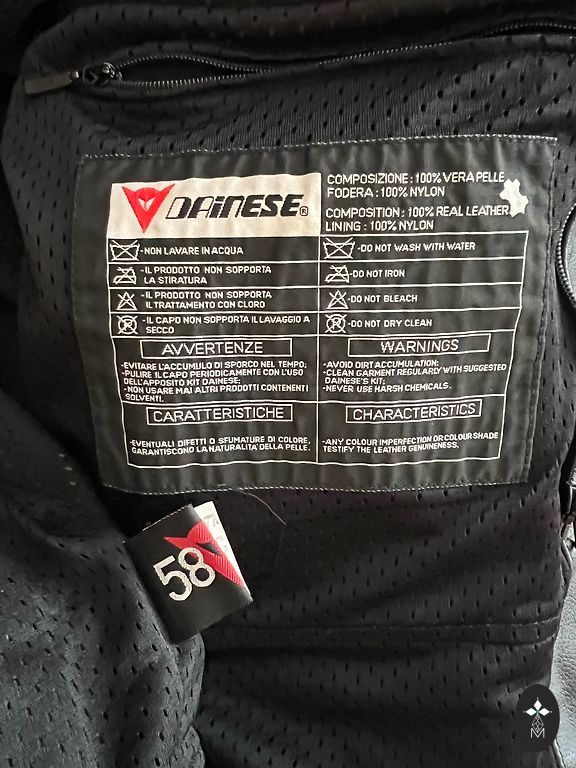 DAINESE®
COMPOSIZIONE : 100% VERA PELLE
FODERA : 100% NYLON
COMPOSITION : 100% REAL LEATHER
LINING : 100% NYLON
-NON LAVARE IN ACQUA
-DO NOT WASH WITH WATER
-IL PRODOTTO NON SOPPORTA
LA STIRATURA
-DO NOT IRON
-IL PRODOTTO NON SOPPORTA
IL TRATTAMENTO CON CLORO
-DO NOT BLEACH
-IL CAPO NON SOPPORTA IL LAVAGGIO A
SECCO
-DO NOT DRY CLEAN
AVVERTENZE
-EVITARE L'ACCUMULO DI SPORCO NEL TEMPO;
-PULIRE IL CAPO PERIODICAMENTE CON L'USO
DELL'APPOSITO KIT DAINESE;
-NON USARE MAI ALTRI PRODOTTI CONTENENTI
SOLVENTI.
WARNINGS
-AVOID DIRT ACCUMULATION;
-CLEAN GARMENT REGULARLY WITH SUGGESTED
DAINESE'S KIT;
-NEVER USE HARSH CHEMICALS.
CARATTERISTICHE
-EVENTUALI DIFETTI O SFUMATURE DI COLORE,
GARANTISCONO LA NATURALITÀ DELLA PELLE.
CHARACTERISTICS
-ANY COLOUR IMPERFECTION OR COLOUR SHADE
TESTIFY THE LEATHER GENUINENESS.
58
M